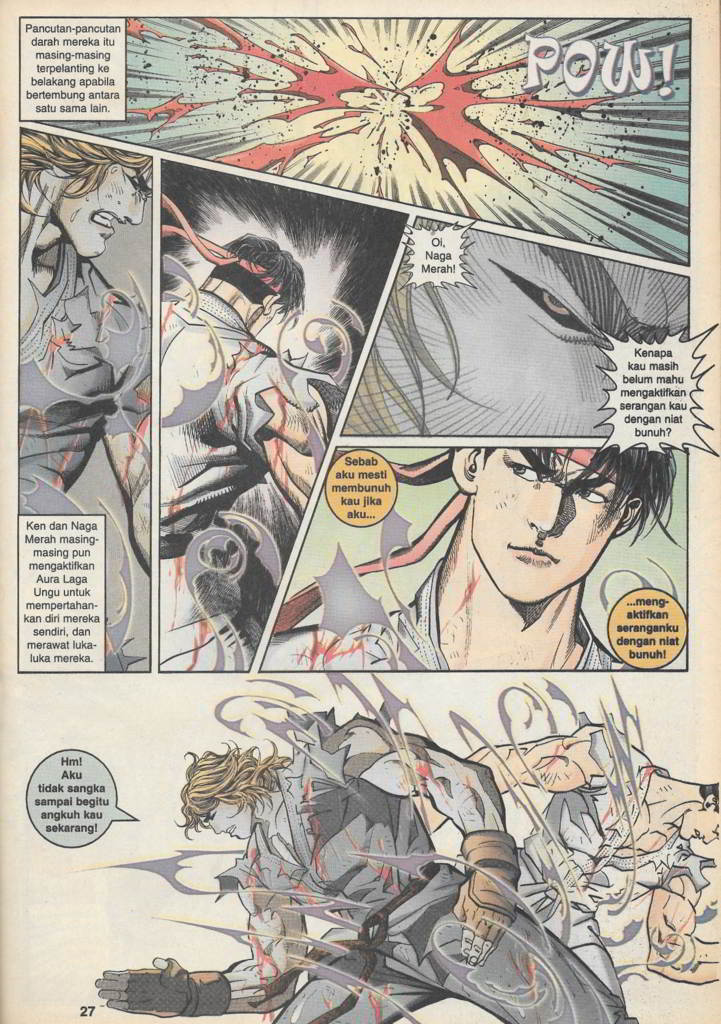 Pancutan-pancutan
darah mereka itu
masing-masing
terpelanting ke
belakang apabila
bertembung antara
satu sama lain.
POW!
Oi,
Naga
Merah!
Kenapa
kau masih
belum mahu
mengaktifkan
serangan kau
dengan niat
bunuh?
Sebab
aku mesti
membunuh
kau jika
aku...
...meng-
aktifkan
seranganku
dengan niat
bunuh!
Ken dan Naga
Merah masing-
masing pun
mengaktifkan
Aura Laga
Ungu untuk
mempertahan-
kan diri mereka
sendiri, dan
merawat luka-
luka mereka.
Hm!
Aku
tidak sangka
sampai begitu
angkuh kau
sekarang!
27